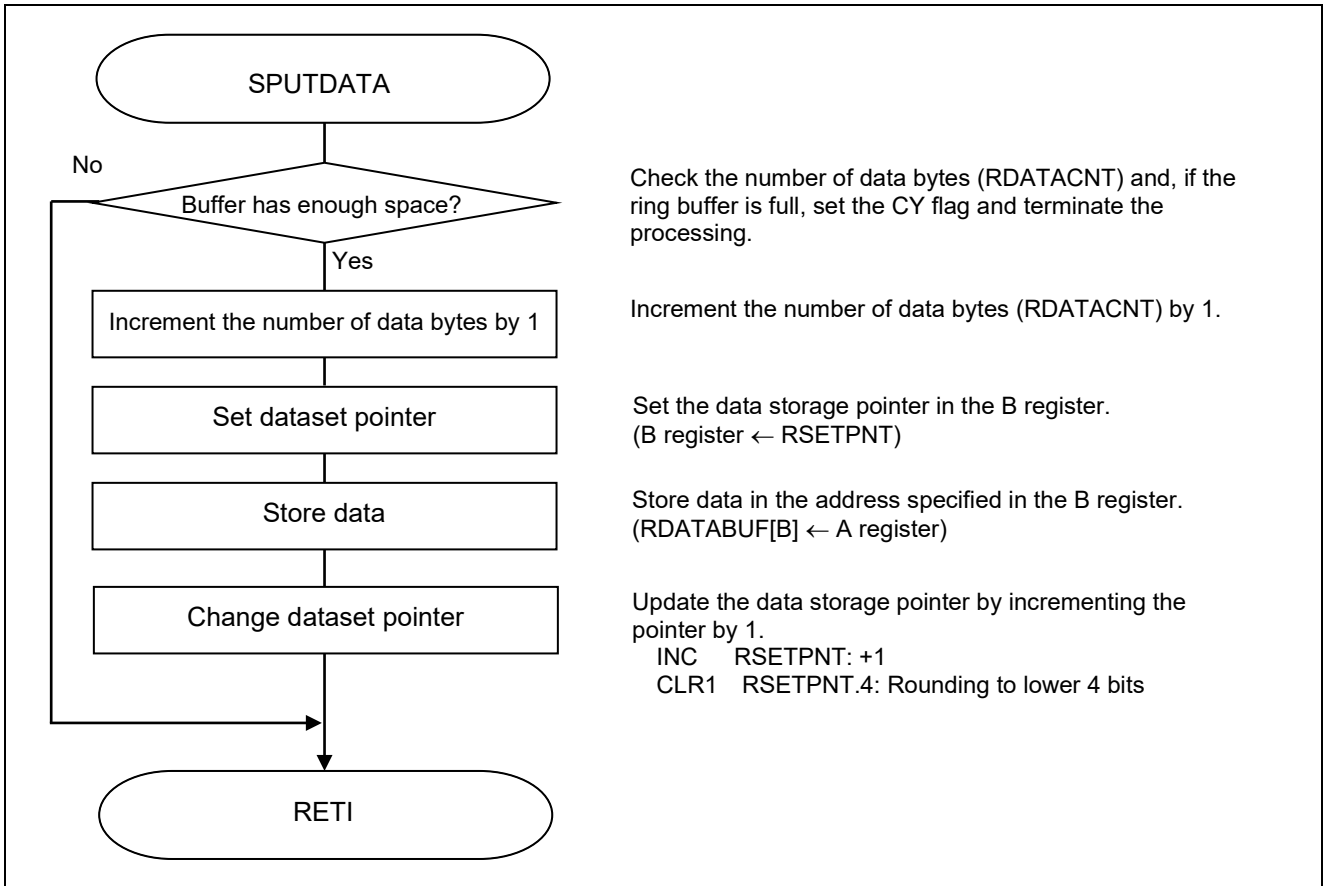 SPUTDATA
No
Buffer has enough space?
Check the number of data bytes (RDATACNT) and, if the
ring buffer is full, set the CY flag and terminate the
processing.
Yes
Increment the number of data bytes by 1
Increment the number of data bytes (RDATACNT) by 1.
Set dataset pointer
Set the data storage pointer in the B register.
(B register ← RSETPNT)
Store data
Store data in the address specified in the B register.
(RDATABUF[B] ← A register)
Change dataset pointer
Update the data storage pointer by incrementing the
pointer by 1.
INC RSETPNT: +1
CLR1 RSETPNT.4: Rounding to lower 4 bits
RETI